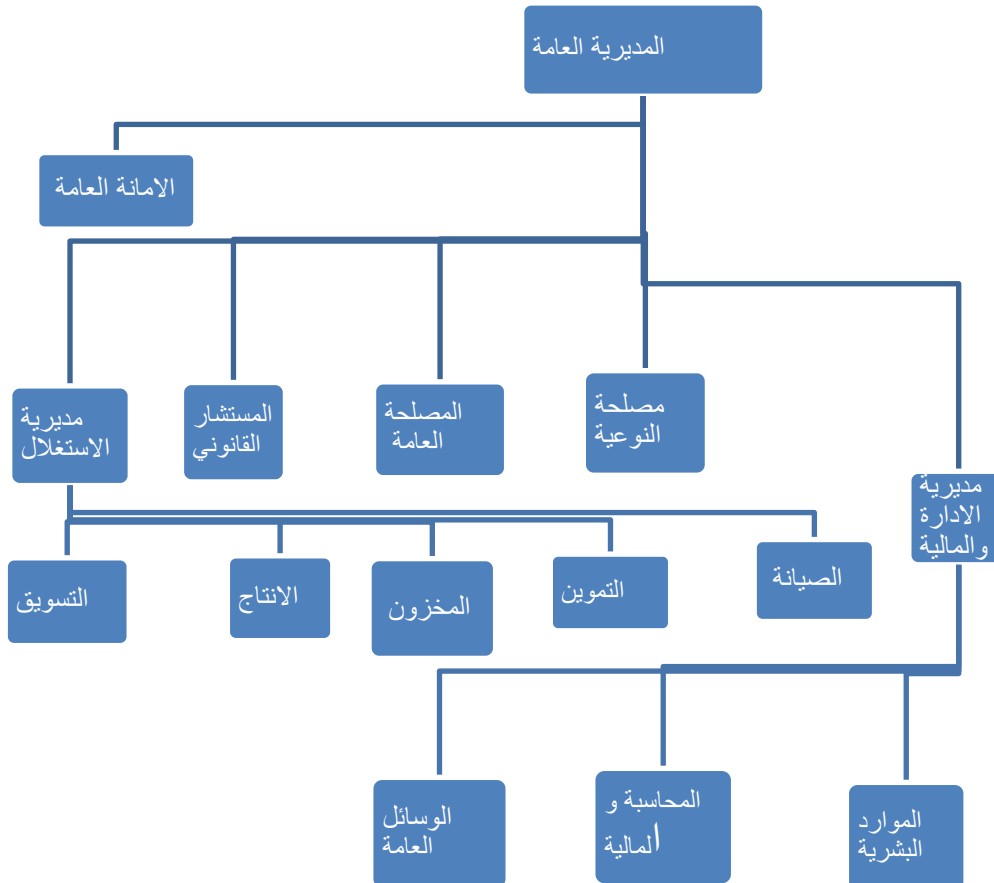 المديرية العامة
الامانة العامة
مصلحة
النوعية
المصلحة
العامة
المستشار
القانوني
مديرية
الاستغلال
مديرية
الادارة
والمالية
الصيانة
التموين
المخزون
الانتاج
التسويق
الموارد
البشرية
المحاسبة و
المالية
الوسائل
العامة